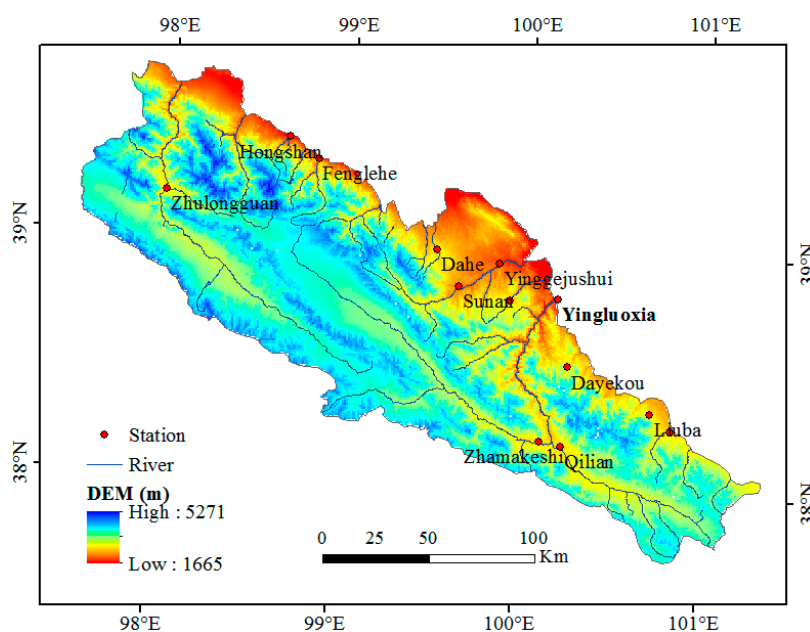 98°E 99°E 100°E 101°E
Hongshan
Fenglehe
Zhulongguan
39°N
Dahe
39°N
Yinggejushui
Sunan
Yingluoxia
Dayekou
Liuba
Station
Zhamakeshi
Qilian
38°N
River
DEM (m)
High : 5271
38°N
0 25 50 100
Km
Low : 1665
98°E 99°E 100°E 101°E